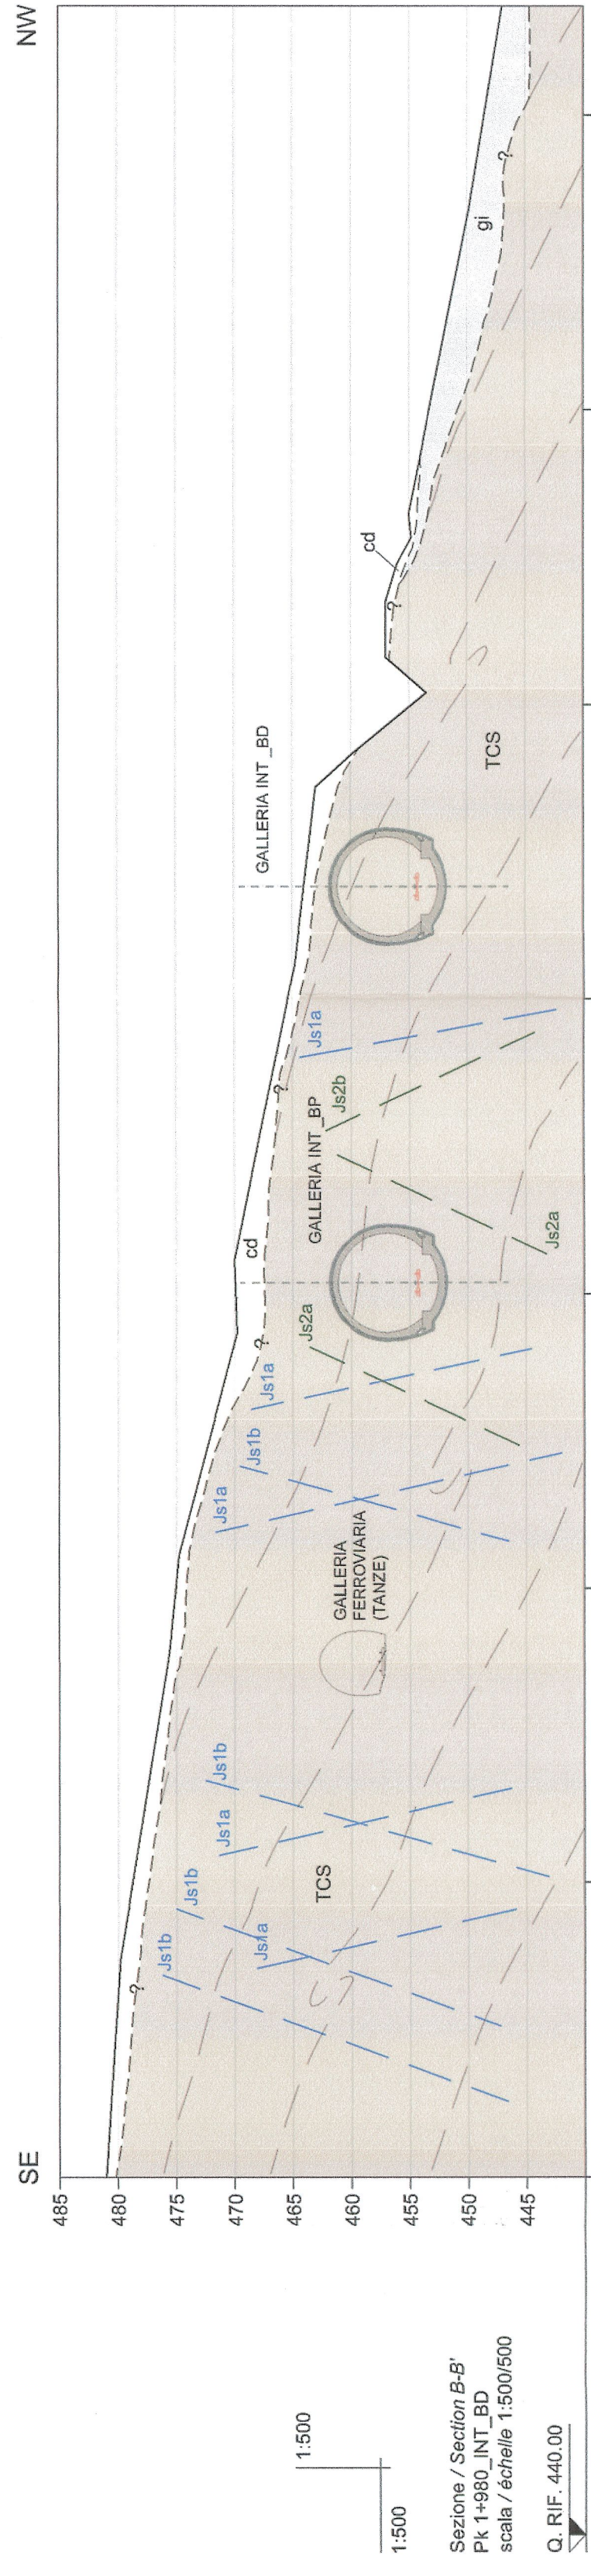 SE
NW
485
480
475
470
465
460
455
450
445
1:500
1:500
Sezione / Section B-B'
Pk 1+980_INT_BD
scala / échelle 1:500/500
Q. RIF. 440.00
?
Js1b
Js1b
Js1a
TCS
Js1a
Js1b
GALLERIA
FERROVIARIA
(TANZE)
Js1a
Js1b
Js1a
?
Js2a
cd
GALLERIA INT_BP
Js2a
Js2b
?
Js1a
GALLERIA INT _BD
TCS
?
cd
gi
?